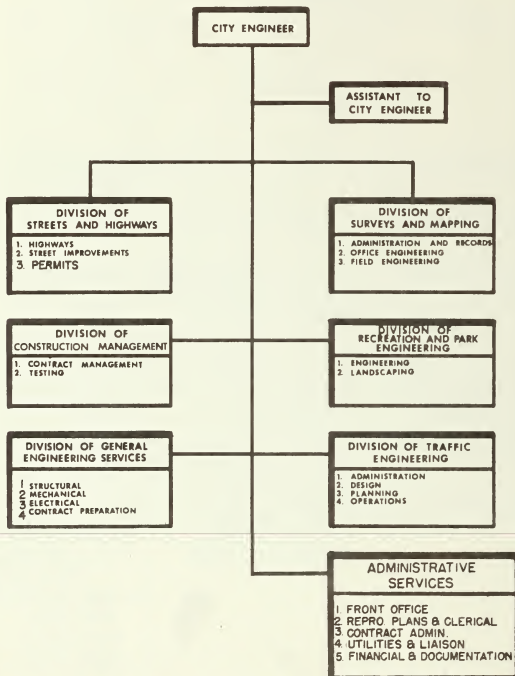 CITY ENGINEER
ASSISTANT TO
CITY ENGINEER
DIVISION OF
STREETS AND HIGHWAYS
1. HIGHWAYS
2. STREET IMPROVEMENTS
3. PERMITS
DIVISION OF
SURVEYS AND MAPPING
1. ADMINISTRATION AND RECORDS
2. OFFICE ENGINEERING
3. FIELD ENGINEERING
DIVISION OF
CONSTRUCTION MANAGEMENT
1. CONTRACT MANAGEMENT
2. TESTING
DIVISION OF
RECREATION AND PARK
ENGINEERING
1. ENGINEERING
2. LANDSCAPING
DIVISION OF GENERAL
ENGINEERING SERVICES
1 STRUCTURAL
2 MECHANICAL
3 ELECTRICAL
4 CONTRACT PREPARATION
DIVISION OF TRAFFIC
ENGINEERING
1. ADMINISTRATION
2. DESIGN
3. PLANNING
4. OPERATIONS
ADMINISTRATIVE
SERVICES
1. FRONT OFFICE
2. REPRO. PLANS & CLERICAL
3. CONTRACT ADMIN.
4. UTILITIES & LIAISON
5. FINANCIAL & DOCUMENTATION